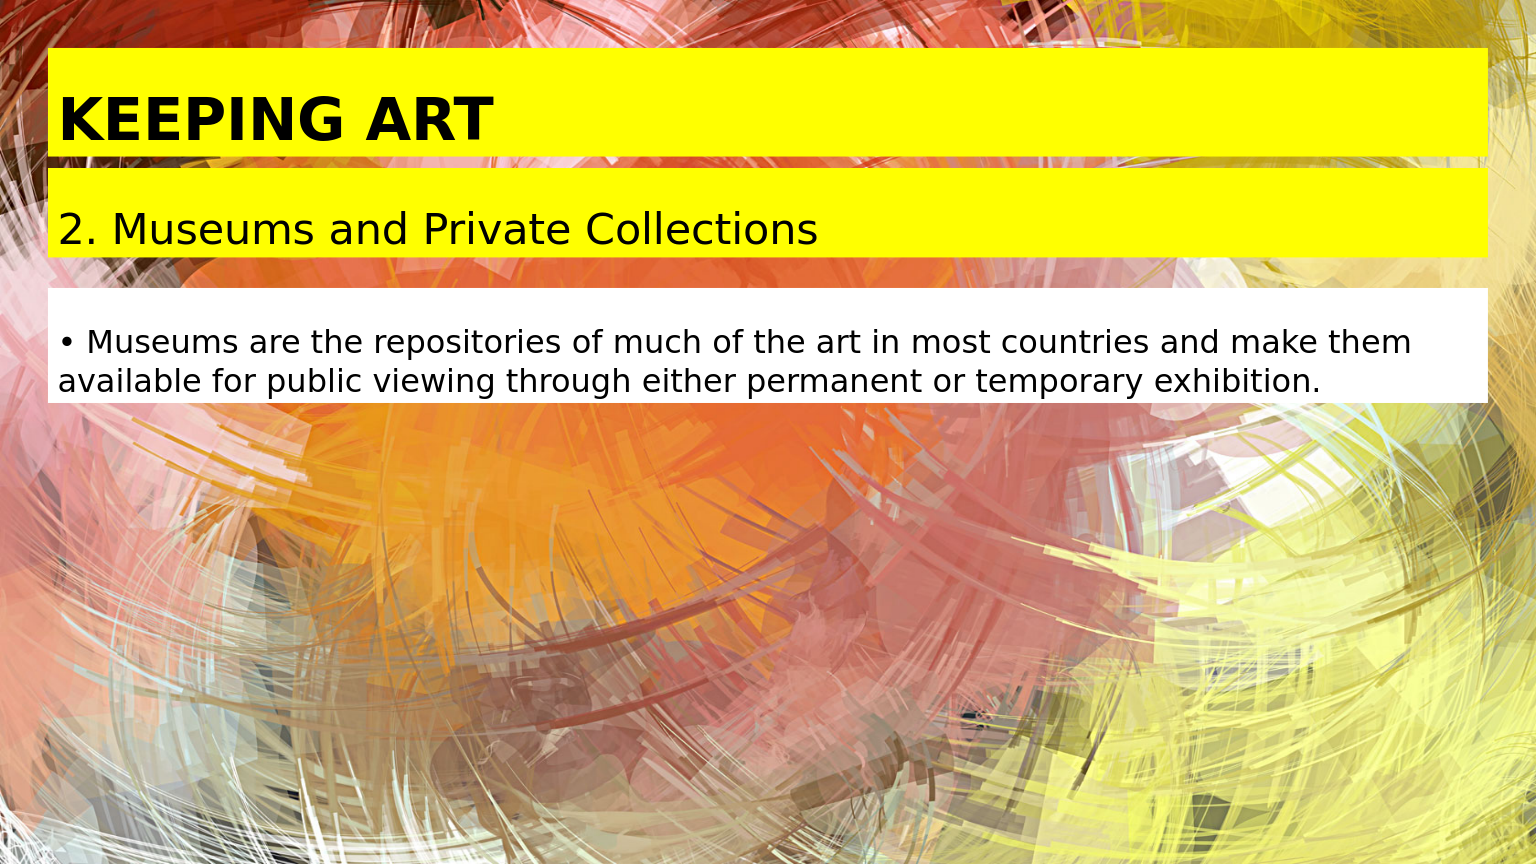 KEEPING ART
2. Museums and Private Collections
• Museums are the repositories of much of the art in most countries and make them
available for public viewing through either permanent or temporary exhibition.